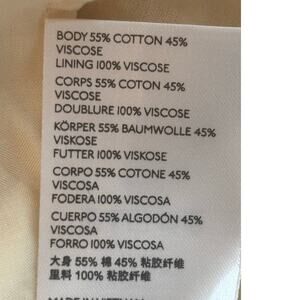 BODY 55% COTTON 45%
VISCOSE
LINING 100% VISCOSE
CORPS 55% COTON 45%
VISCOSE
DOUBLURE 100% VISCOSE
KÖRPER 55% BAUMWOLLE 45%
VISKOSE
FUTTER 100% VISKOSE
CORPO 55% COTONE 45%
VISCOSA
FODERA 100% VISCOSA
CUERPO 55% ALGODÓN 45%
VISCOSA
FORRO 100% VISCOSA
大身 55% 棉 45% 粘胶纤维
里料 100% 粘胶纤维
MADE IN